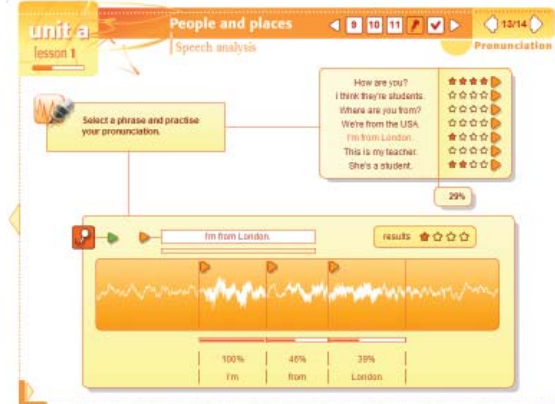 unit a
lesson 1
People and places
Speech analysis
9 10 11
13/14
Pronunciation
Select a phrase and practise
your pronunciation.
How are you?
I think they're students.
Where are you from?
We're from the USA.
I'm from London.
This is my teacher.
She's a student.
29%
I'm from London.
results
100% 46% 39%
I'm from London